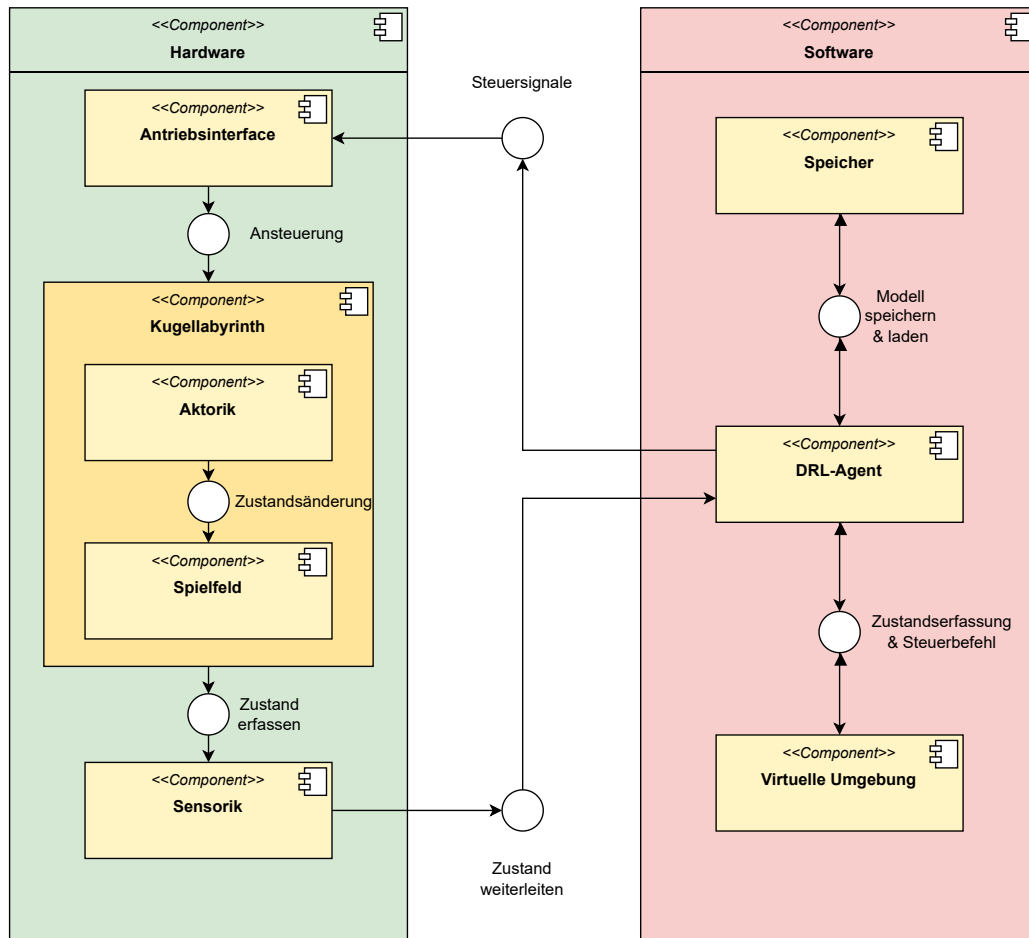 <<Component>>
Hardware
<<Component>>
Antriebsinterface
Ansteuerung
<<Component>>
Kugellabyrinth
<<Component>>
Aktorik
Zustandsänderung
<<Component>>
Spielfeld
Zustand
erfassen
<<Component>>
Sensorik
Steuersignale
Zustand
weiterleiten
<<Component>>
Software
<<Component>>
Speicher
Modell
speichern
& laden
<<Component>>
DRL-Agent
Zustandserfassung
& Steuerbefehl
<<Component>>
Virtuelle Umgebung